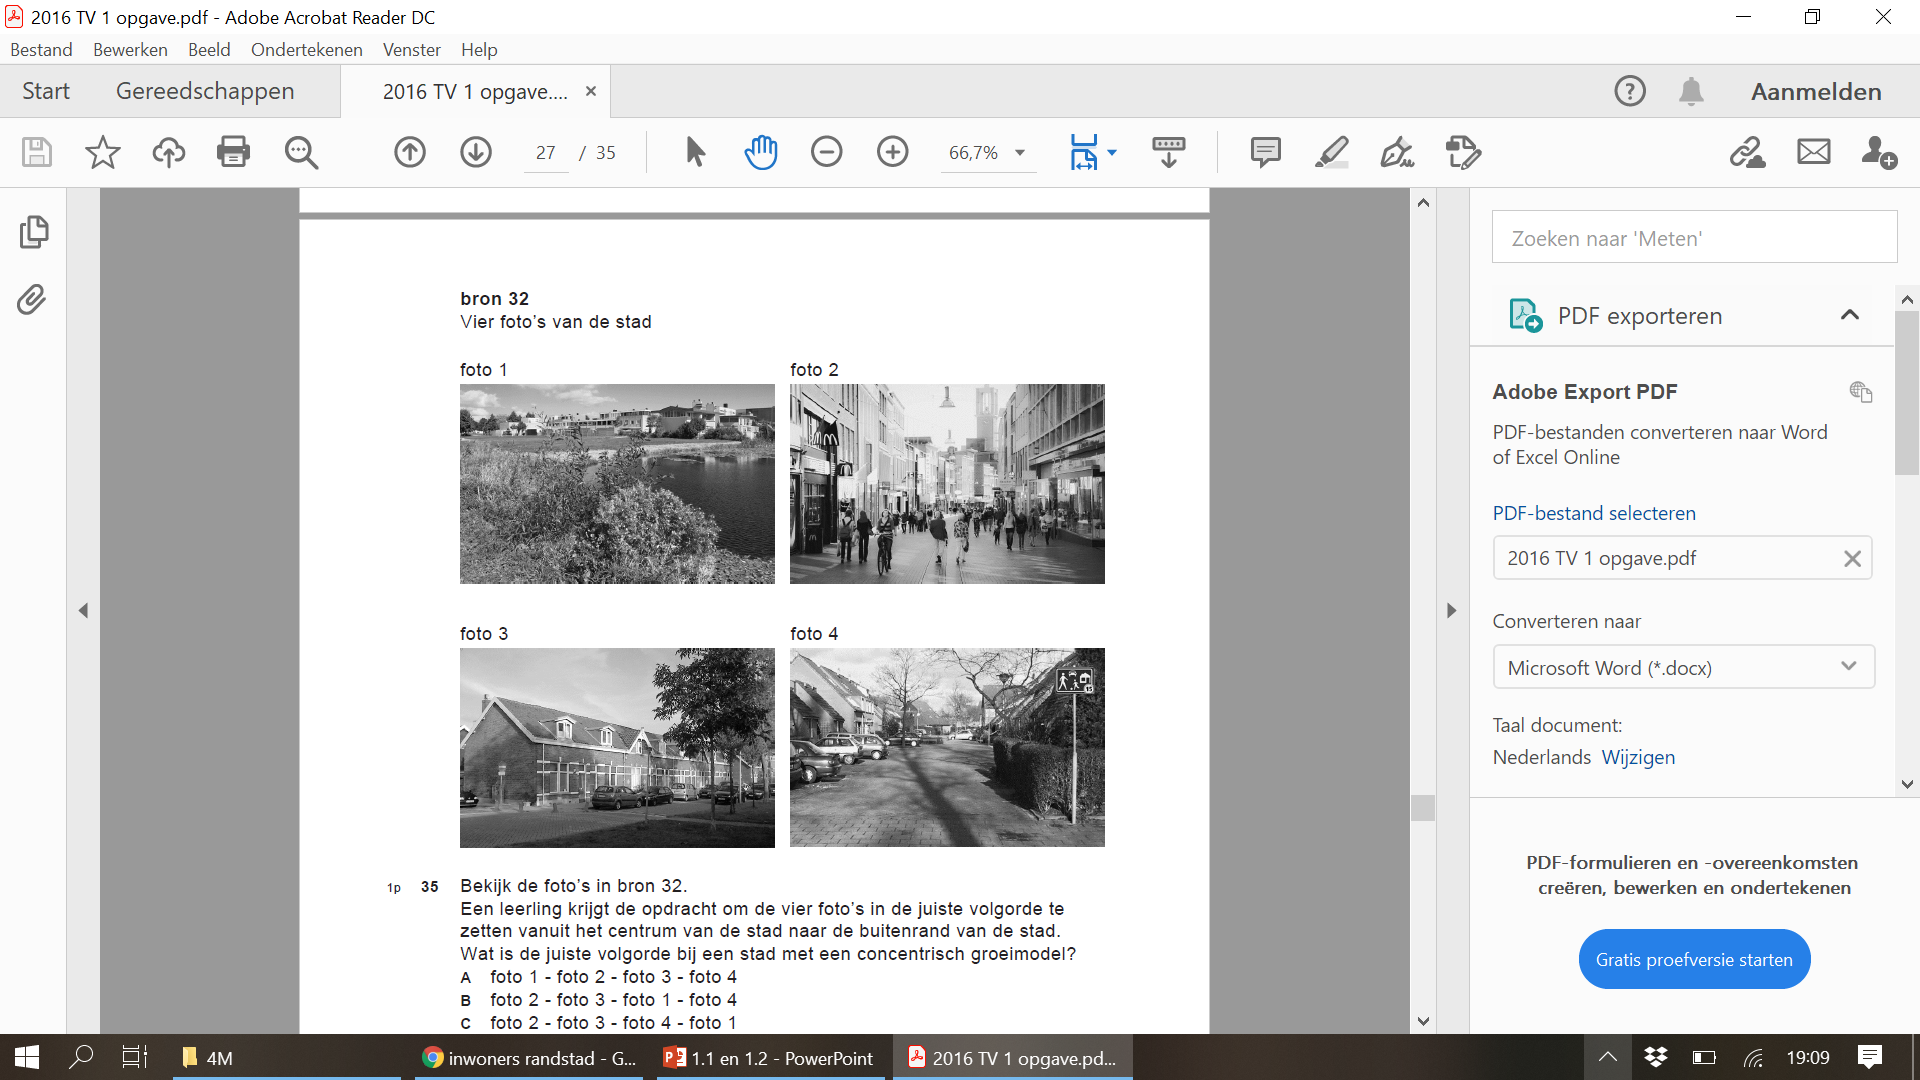 2016 TV 1 opgave.pdf - Adobe Acrobat Reader DC
Bestand Bewerken Beeld Ondertekenen Venster Help
Start Gereedschappen 2016 TV 1 opgave.... × Aanmelden
27 / 35 66,7%
bron 32
Vier foto's van de stad
foto 1 foto 2
foto 3 foto 4
1p 35 Bekijk de foto's in bron 32.
Een leerling krijgt de opdracht om de vier foto's in de juiste volgorde te
zetten vanuit het centrum van de stad naar de buitenrand van de stad.
Wat is de juiste volgorde bij een stad met een concentrisch groeimodel?
A foto 1 - foto 2 - foto 3 - foto 4
B foto 2 - foto 3 - foto 1 - foto 4
C foto 2 - foto 3 - foto 4 - foto 1
Zoeken naar 'Meten'
PDF exporteren
Adobe Export PDF
PDF-bestanden converteren naar Word
of Excel Online
PDF-bestand selecteren
2016 TV 1 opgave.pdf
Converteren naar
Microsoft Word (*.docx)
Taal document:
Nederlands Wijzigen
PDF-formulieren en -overeenkomsten
creëren, bewerken en ondertekenen
Gratis proefversie starten
4M inwoners randstad - G... 1.1 en 1.2 - PowerPoint 2016 TV 1 opgave.pd... 19:09